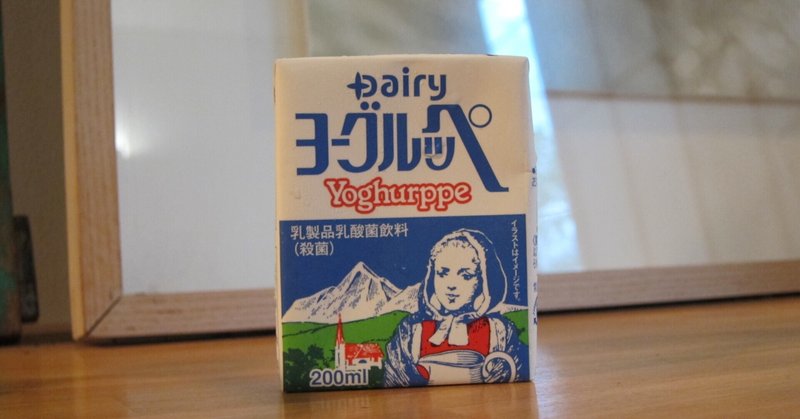 Dairy
ヨーグルッペ
Yoghurppe
乳製品乳酸菌飲料
(殺菌)
イラストはイメージです。
200ml